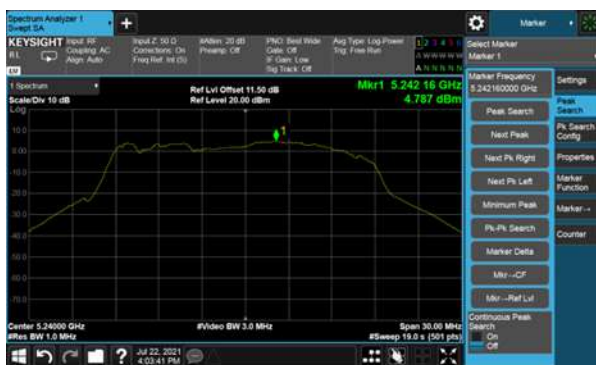 Spectrum Analyzer 1
Swept SA
+
Marker
KEYSIGHT
Input: RF
Coupling: AC
Align: Auto
Input Z: 50 Ω
Corrections: On
Freq Ref: Int (S)
#Atten: 20 dB
Preamp: Off
PNO: Best Wide
Gate: Off
IF Gain: Low
Sig Track: Off
Avg Type: Log-Power
Trig: Free Run
1 2 3 4 5 6
A W W W W W
A N N N N N
Select Marker
Marker 1
1 Spectrum
Scale/Div 10 dB
Log
Ref Lvl Offset 11.50 dB
Ref Level 20.00 dBm
Mkr1 5.242 16 GHz
4.787 dBm
Marker Frequency
5.242160000 GHz
Settings
Peak Search
Peak
Search
Next Peak
Pk Search
Config
Next Pk Right
Properties
Next Pk Left
Marker
Function
Minimum Peak
Marker→
Pk-Pk Search
Counter
Marker Delta
Mkr→CF
Mkr→Ref Lvl
Continuous Peak
Search
On
Off
1
10.0
0.00
-10.0
-20.0
-30.0
-40.0
-50.0
-60.0
-70.0
Center 5.24000 GHz
#Res BW 1.0 MHz
#Video BW 3.0 MHz
Span 30.00 MHz
#Sweep 19.0 s (501 pts)
?
Jul 22, 2021
4:03:41 PM